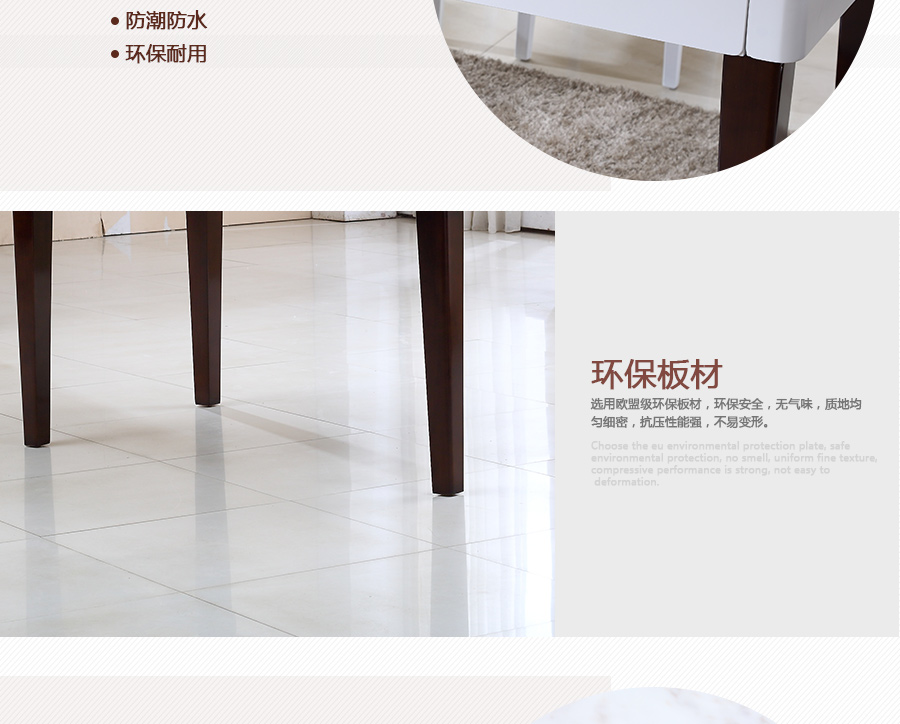 • 防潮防水
• 环保耐用
环保板材
选用欧盟级环保板材，环保安全，无气味，质地均
匀细密，抗压性能强，不易变形。
Choose the eu environmental protection plate, safe
environmental protection, no smell, uniform fine texture,
compressive performance is strong, not easy to
deformation.